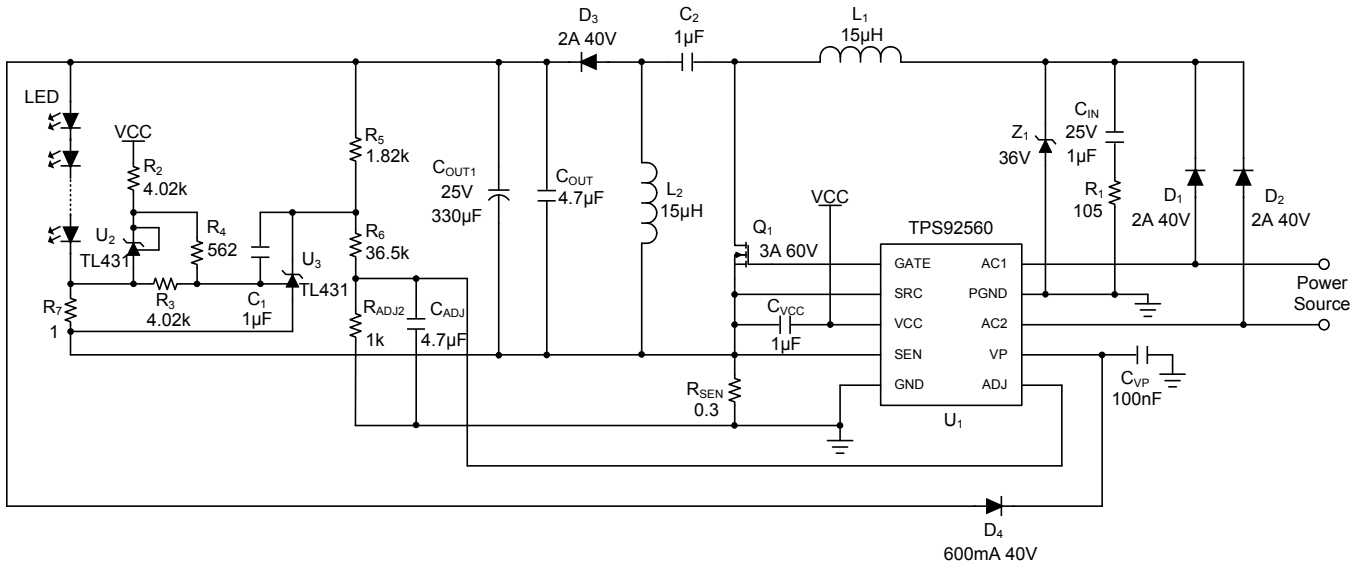 D3
2A 40V
C2
1µF
L1
15µH
LED
VCC
R2
4.02k
R4
562
U2
TL431
U3
TL431
R3
4.02k
C1
1µF
R7
1
R5
1.82k
R6
36.5k
RADJ2
1k
CADJ
4.7µF
COUT1
25V
330µF
COUT
4.7µF
L2
15µH
Q1
3A 60V
VCC
CVCC
1µF
RSEN
0.3
Z1
36V
CIN
25V
1µF
R1
105
D1
2A 40V
D2
2A 40V
TPS92560
GATE
AC1
SRC
PGND
VCC
AC2
SEN
VP
GND
ADJ
U1
Power
Source
CVP
100nF
D4
600mA 40V